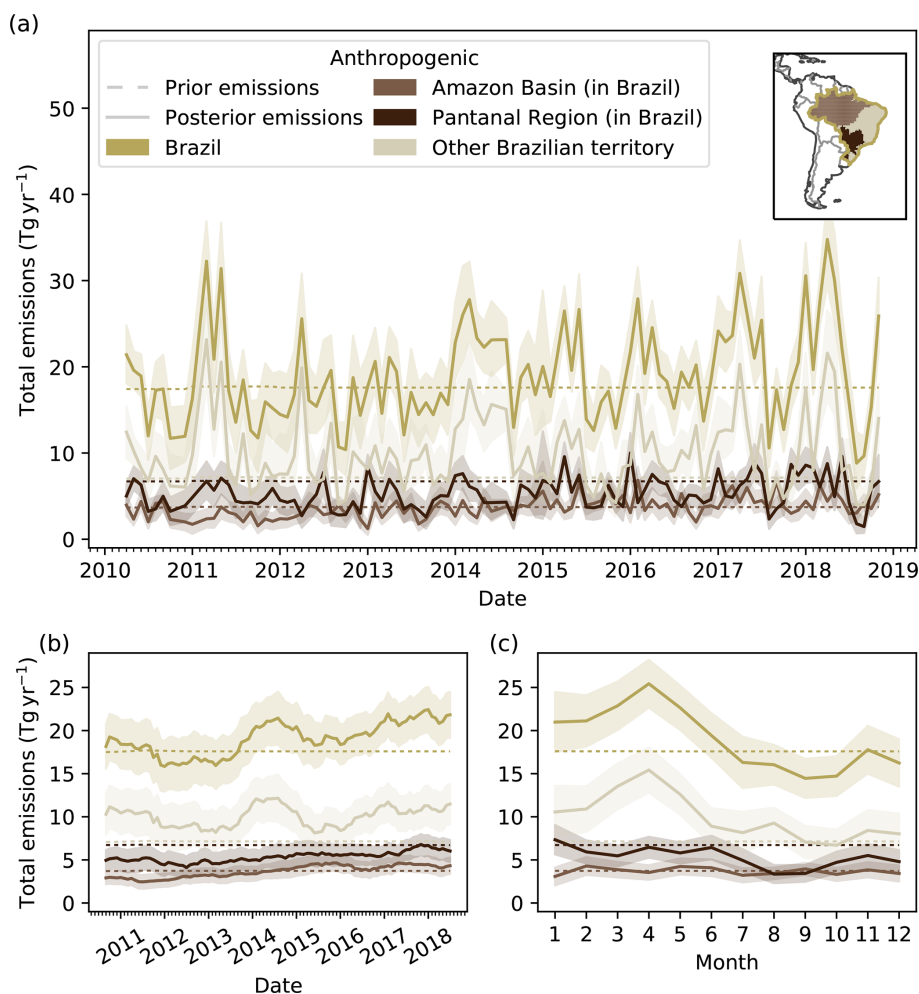 (a)
Total emissions (Tg yr⁻¹)
50
40
30
20
10
0
Anthropogenic
Prior emissions
Posterior emissions
Brazil
Amazon Basin (in Brazil)
Pantanal Region (in Brazil)
Other Brazilian territory
2010 2011 2012 2013 2014 2015 2016 2017 2018 2019
Date
(b)
Total emissions (Tg yr⁻¹)
25
20
15
10
5
0
2011 2012 2013 2014 2015 2016 2017 2018
Date
(c)
25
20
15
10
5
0
1 2 3 4 5 6 7 8 9 10 11 12
Month